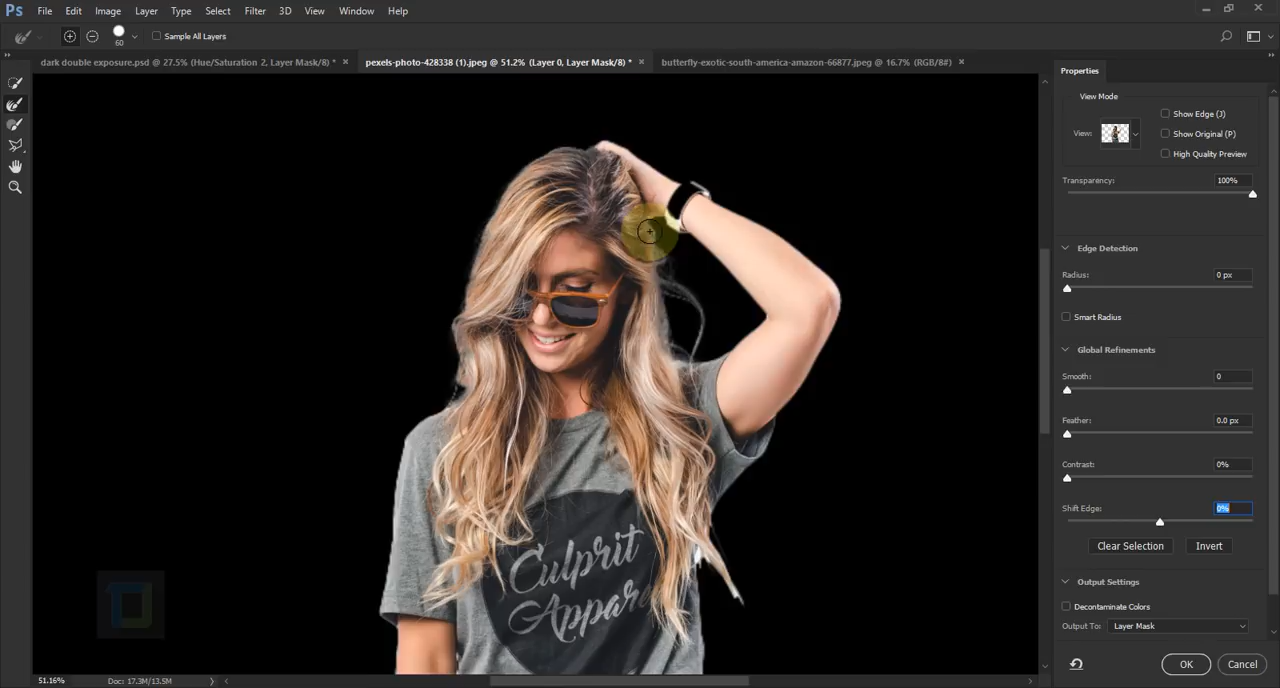 Ps File Edit Image Layer Type Select Filter 3D View Window Help
60 Sample All Layers
dark double exposure.psd @ 27.5% (Hue/Saturation 2, Layer Mask/8) * × pexels-photo-428338 (1).jpeg @ 51.2% (Layer 0, Layer Mask/8) * × butterfly-exotic-south-america-amazon-66877.jpeg @ 16.7% (RGB/8#) ×
Properties
View Mode
Show Edge (J)
View:
Show Original (P)
High Quality Preview
Transparency: 100%
Edge Detection
Radius: 0 px
Smart Radius
Global Refinements
Smooth: 0
Feather: 0.0 px
Contrast: 0%
Shift Edge: 0%
Clear Selection Invert
Output Settings
Decontaminate Colors
Output To: Layer Mask
OK Cancel
Culprit
Appare
51.16% Doc: 17.3M/13.5M